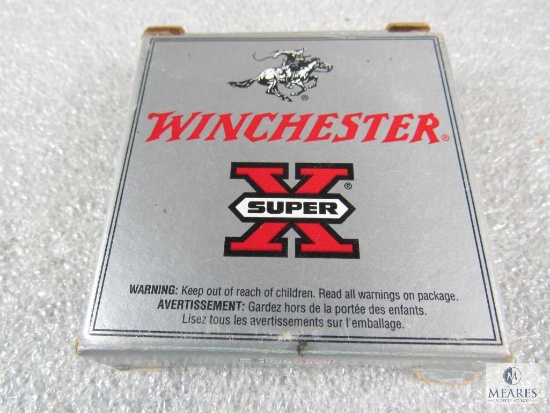 ®
WINCHESTER®
X®
SUPER
WARNING: Keep out of reach of children. Read all warnings on package.
AVERTISSEMENT: Gardez hors de la portée des enfants.
Lisez tous les avertissements sur l'emballage.
MEARES